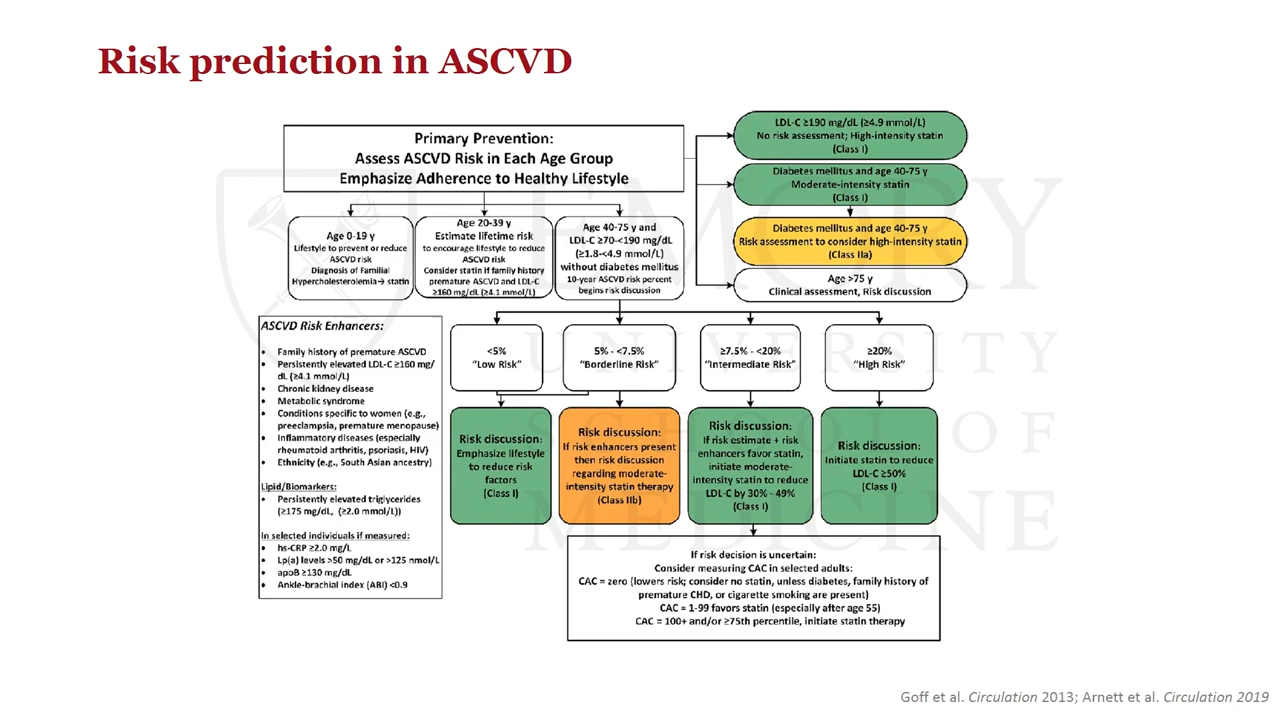 Risk prediction in ASCVD
Primary Prevention:
Assess ASCVD Risk in Each Age Group
Emphasize Adherence to Healthy Lifestyle
LDL-C ≥190 mg/dL (≥4.9 mmol/L)
No risk assessment; High-intensity statin
(Class I)
Diabetes mellitus and age 40-75 y
Moderate-intensity statin
(Class I)
Diabetes mellitus and age 40-75 y
Risk assessment to consider high-intensity statin
(Class IIa)
Age >75 y
Clinical assessment, Risk discussion
Age 0-19 y
Lifestyle to prevent or reduce
ASCVD risk
Diagnosis of Familial
Hypercholesterolemia→ statin
Age 20-39 y
Estimate lifetime risk
to encourage lifestyle to reduce
ASCVD risk
Consider statin if family history
premature ASCVD and LDL-C
≥160 mg/dL (≥4.1 mmol/L)
Age 40-75 y and
LDL-C ≥70-<190 mg/dL
(≥1.8-<4.9 mmol/L)
without diabetes mellitus
10-year ASCVD risk percent
begins risk discussion
<5%
“Low Risk”
5% - <7.5%
“Borderline Risk”
≥7.5% - <20%
“Intermediate Risk”
≥20%
“High Risk”
Risk discussion:
Emphasize lifestyle
to reduce risk
factors
(Class I)
Risk discussion:
If risk enhancers present
then risk discussion
regarding moderate-
intensity statin therapy
(Class IIb)
Risk discussion:
If risk estimate + risk
enhancers favor statin,
initiate moderate-
intensity statin to reduce
LDL-C by 30% - 49%
(Class I)
Risk discussion:
Initiate statin to reduce
LDL-C ≥50%
(Class I)
If risk decision is uncertain:
Consider measuring CAC in selected adults:
CAC = zero (lowers risk; consider no statin, unless diabetes, family history of
premature CHD, or cigarette smoking are present)
CAC = 1-99 favors statin (especially after age 55)
CAC = 100+ and/or ≥75th percentile, initiate statin therapy
ASCVD Risk Enhancers:
• Family history of premature ASCVD
• Persistently elevated LDL-C ≥160 mg/
dL (≥4.1 mmol/L)
• Chronic kidney disease
• Metabolic syndrome
• Conditions specific to women (e.g.,
preeclampsia, premature menopause)
• Inflammatory diseases (especially
rheumatoid arthritis, psoriasis, HIV)
• Ethnicity (e.g., South Asian ancestry)
Lipid/Biomarkers:
• Persistently elevated triglycerides
(≥175 mg/dL, (≥2.0 mmol/L))
In selected individuals if measured:
• hs-CRP ≥2.0 mg/L
• Lp(a) levels >50 mg/dL or >125 nmol/L
• apoB ≥130 mg/dL
• Ankle-brachial index (ABI) <0.9
EMORY
UNIVERSITY
SCHOOL OF
MEDICINE
Goff et al. Circulation 2013; Arnett et al. Circulation 2019